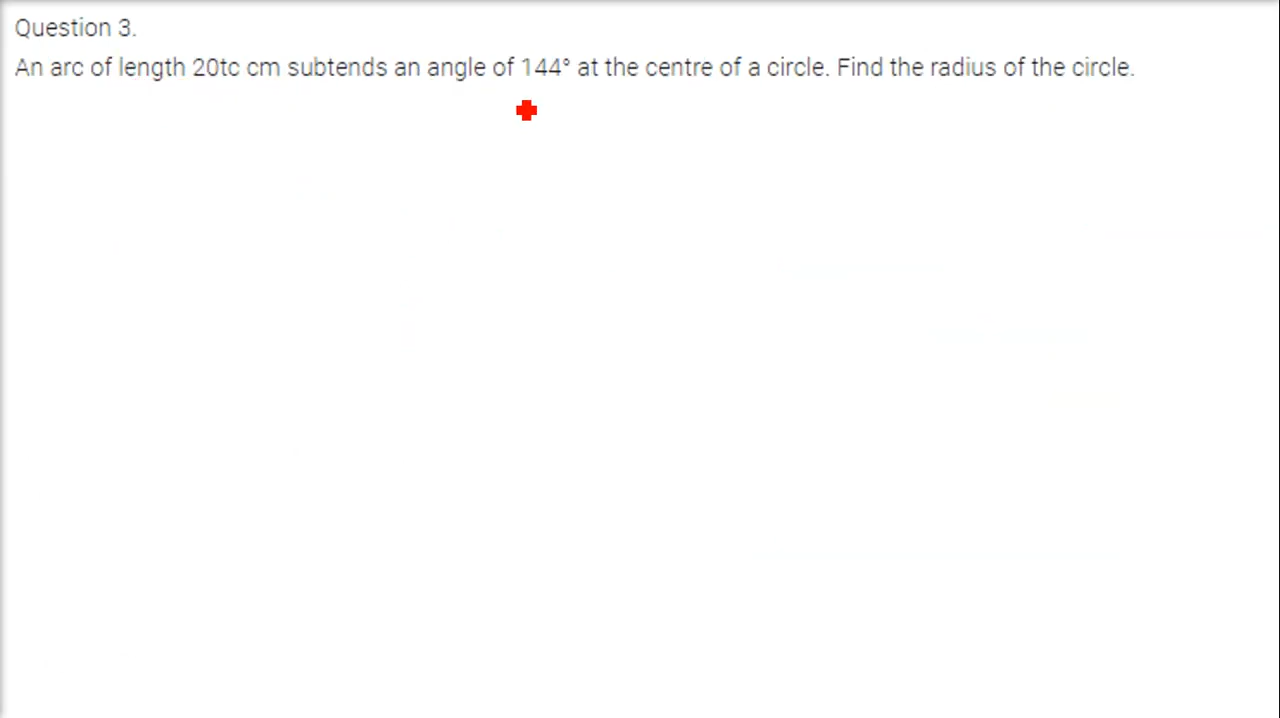 Question 3.
An arc of length 20tc cm subtends an angle of 144° at the centre of a circle. Find the radius of the circle.